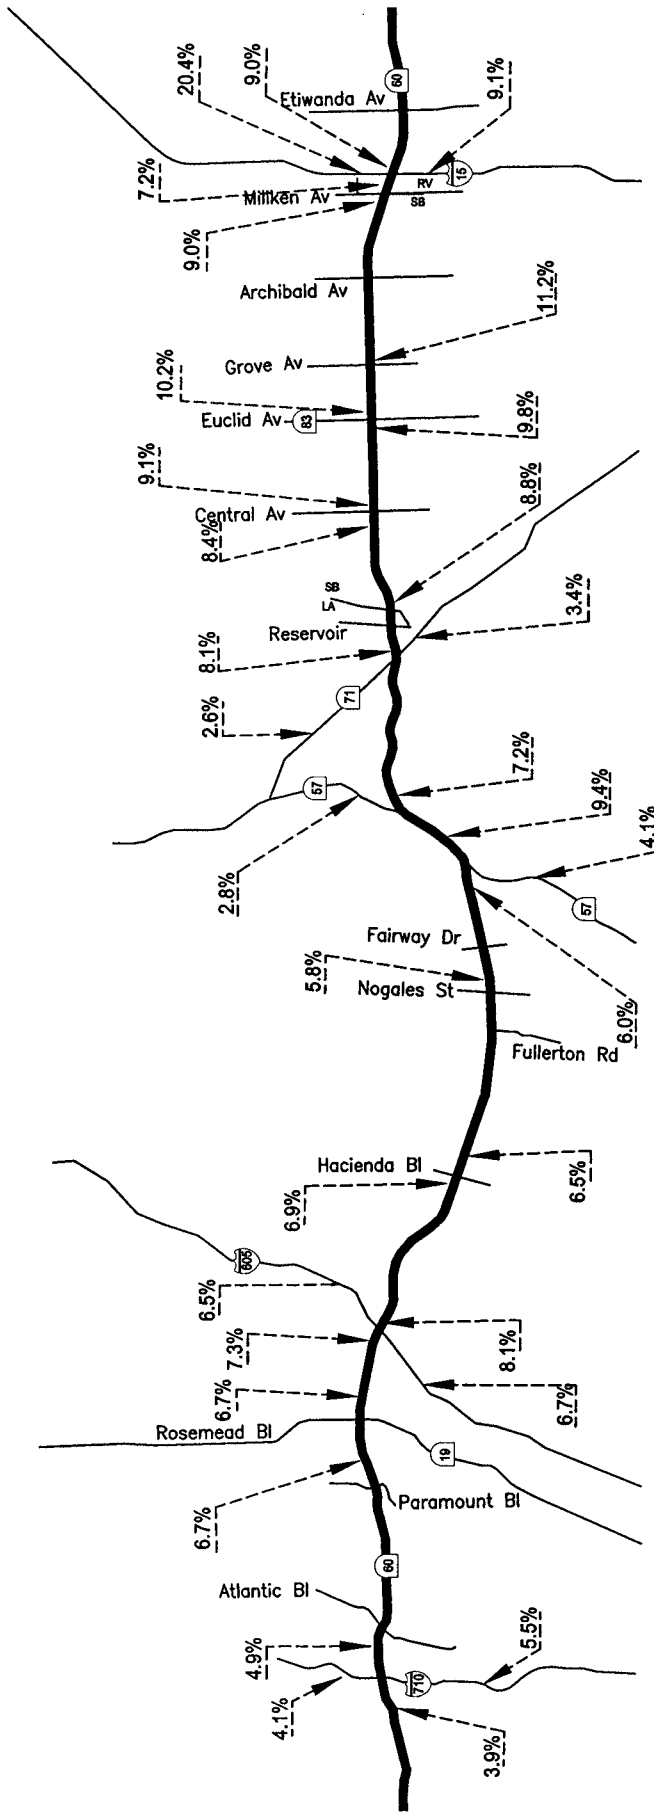 20.4%
9.0%
60
Etiwanda Av
9.1%
7.2%
15
RV
Milliken Av
SB
9.0%
Archibald Av
11.2%
Grove Av
10.2%
Euclid Av
83
9.8%
9.1%
Central Av
8.4%
8.8%
SB
LA
Reservoir
3.4%
8.1%
71
2.6%
57
7.2%
9.4%
4.1%
2.8%
57
Fairway Dr
5.8%
Nogales St
6.0%
Fullerton Rd
Hacienda Bl
6.5%
6.9%
605
6.5%
7.3%
8.1%
6.7%
6.7%
Rosemead Bl
19
6.7%
Paramount Bl
60
Atlantic Bl
4.9%
5.5%
710
4.1%
3.9%